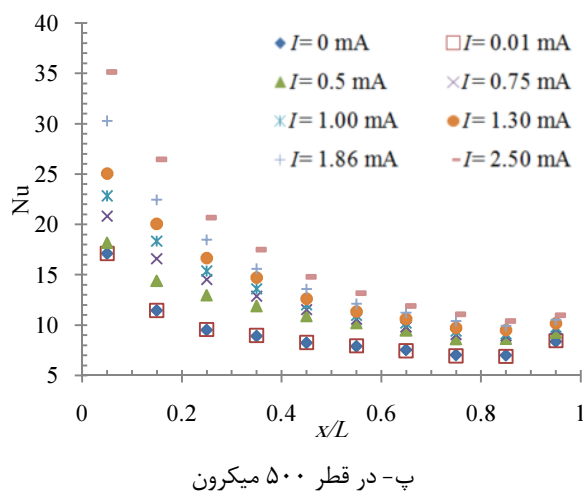 Nu
40
35
30
25
20
15
10
5
I= 0 mA
I= 0.01 mA
I= 0.5 mA
I= 0.75 mA
I= 1.00 mA
I= 1.30 mA
I= 1.86 mA
I= 2.50 mA
0 0.2 0.4 0.6 0.8 1
x/L
پ- در قطر ۵۰۰ میکرون